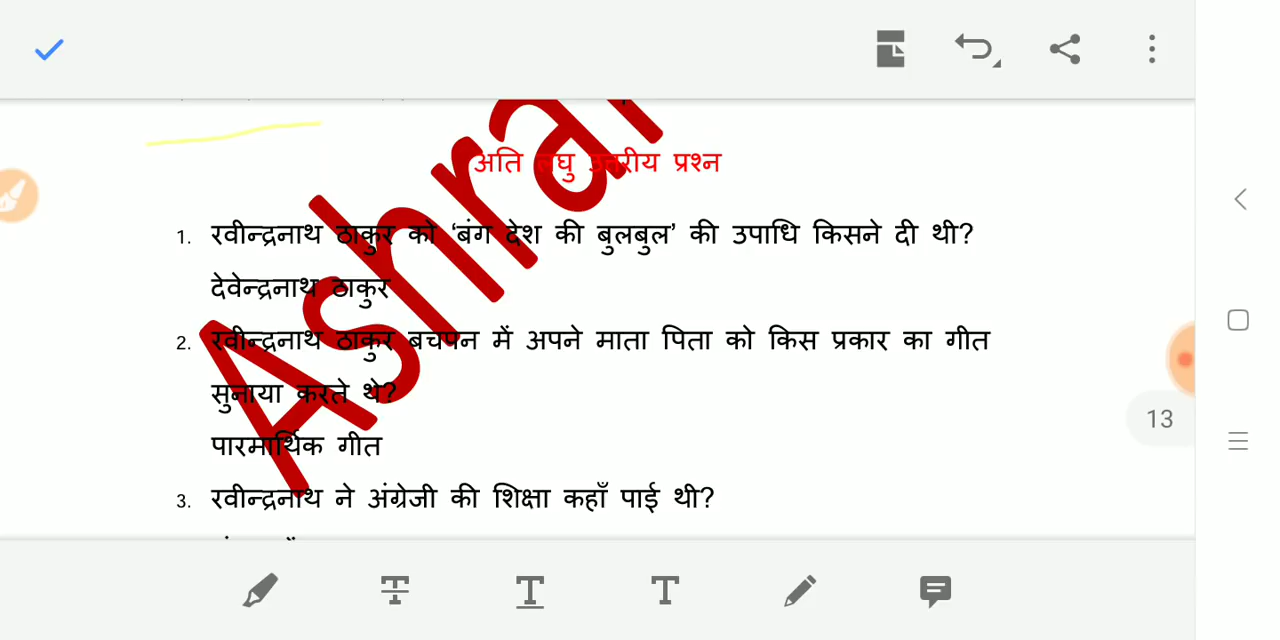 अति लघु उत्तरीय प्रश्न
1. रवीन्द्रनाथ ठाकुर को ‘बंग देश की बुलबुल’ की उपाधि किसने दी थी?
देवेन्द्रनाथ ठाकुर
2. रवीन्द्रनाथ ठाकुर बचपन में अपने माता पिता को किस प्रकार का गीत
सुनाया करते थे?
पारमार्थिक गीत
13
3. रवीन्द्रनाथ ने अंग्रेजी की शिक्षा कहाँ पाई थी?